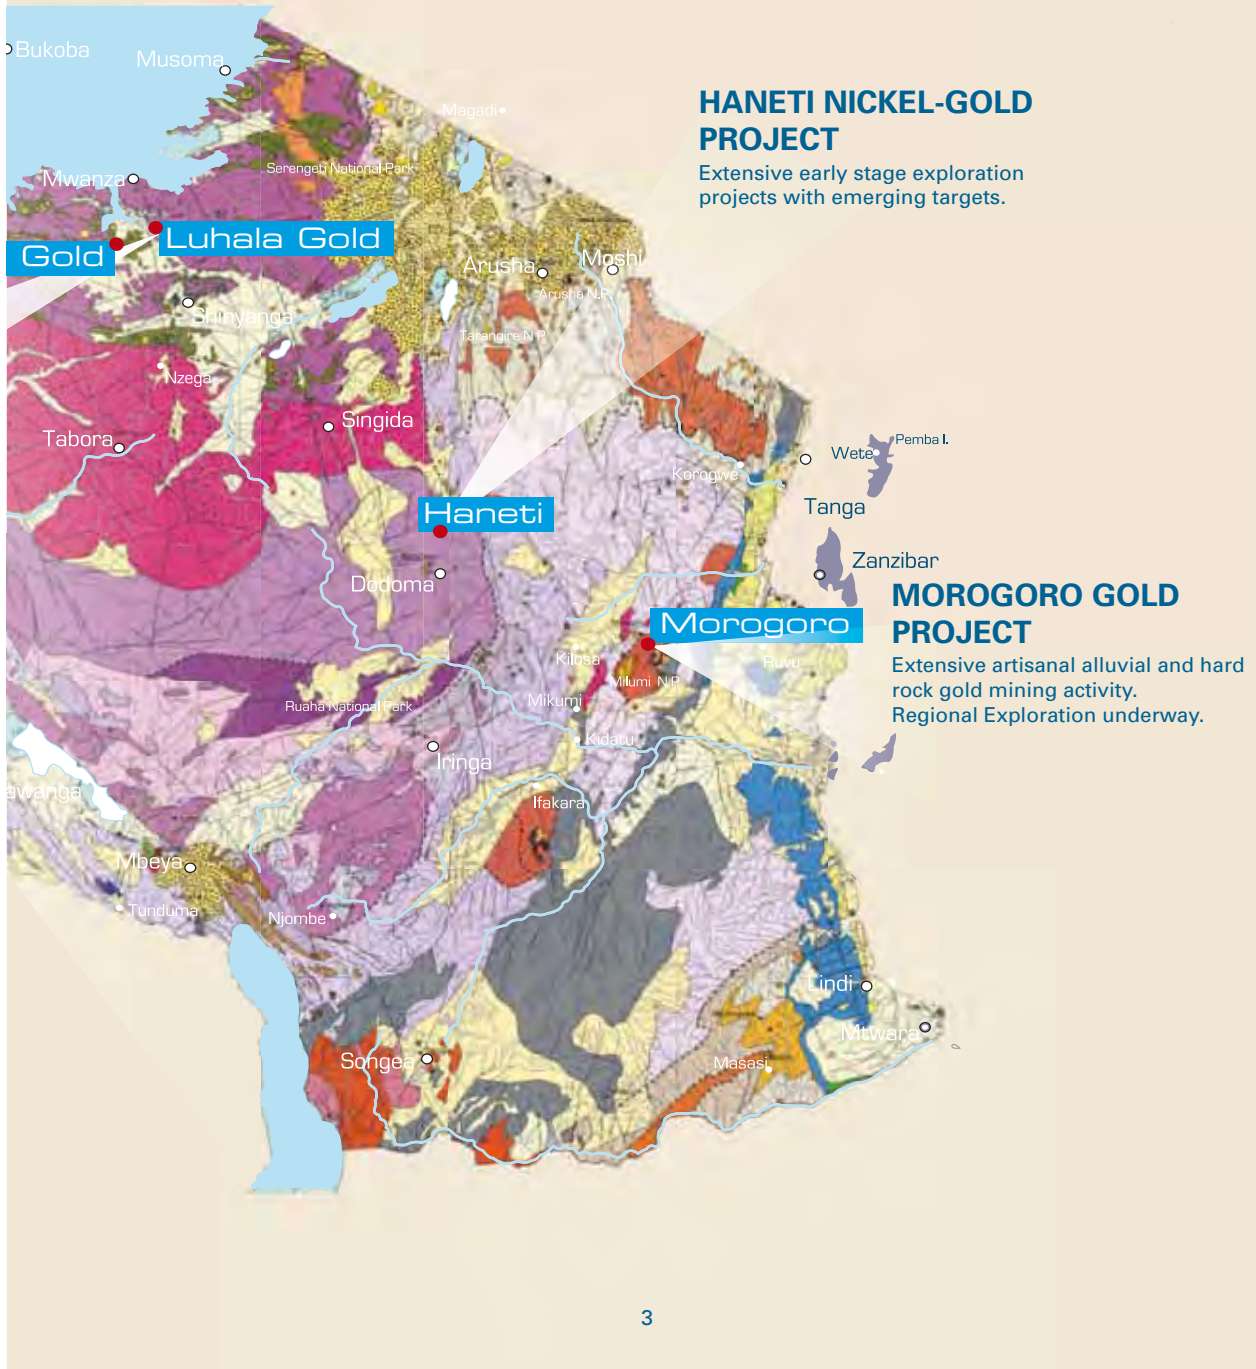 Bukoba
Musoma
Magadi
HANETI NICKEL-GOLD
PROJECT
Extensive early stage exploration
projects with emerging targets.
Serengeti National Park
Mwanza
Luhala Gold
Gold
Arusha
Moshi
Arusha N.P.
Shinyanga
Tarangire N P
Nzega
Singida
Tabora
Pemba I.
Wete
Korogwe
Tanga
Haneti
Zanzibar
Dodoma
MOROGORO GOLD
PROJECT
Morogoro
Extensive artisanal alluvial and hard
rock gold mining activity.
Regional Exploration underway.
Kilosa
Ruvu
Milumi N.P
Mikumi
Ruaha National Park
Kidatu
Iringa
awanga
Ifakara
Mbeya
Tunduma
Njombe
Lindi
Mtwara
Songea
Masasi
3